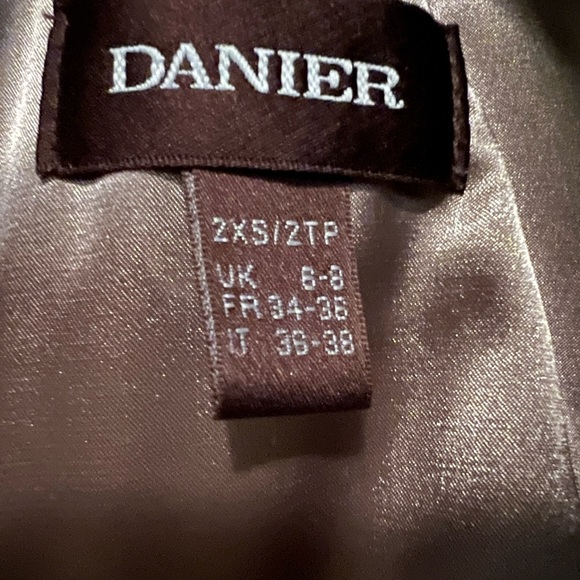 DANIER
2XS/2TP
UK 6-8
FR 34-36
IT 36-38